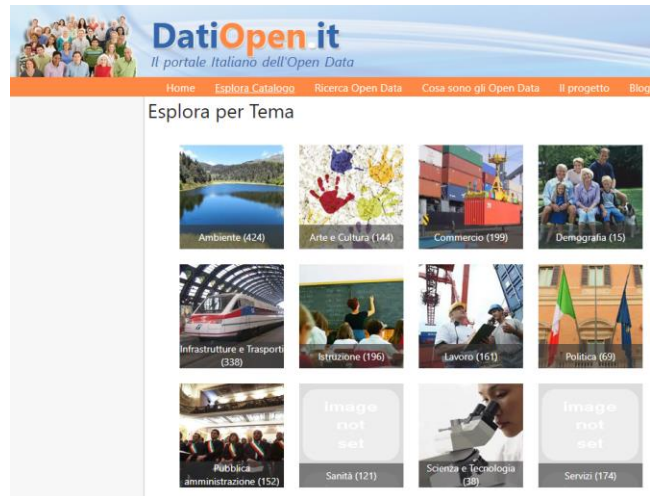 DatiOpen.it
Il portale Italiano dell'Open Data
Home Esplora Catalogo Ricerca Open Data Cosa sono gli Open Data Il progetto Blog
Esplora per Tema
Ambiente (424) Arte e Cultura (144) Commercio (199) Demografia (15)
Infrastrutture e Trasporti
(338)
Istruzione (196) Lavoro (161) Politica (69)
Pubblica
amministrazione (152)
image
not
set
Sanità (121)
Scienza e Tecnologia
(38)
image
not
set
Servizi (174)